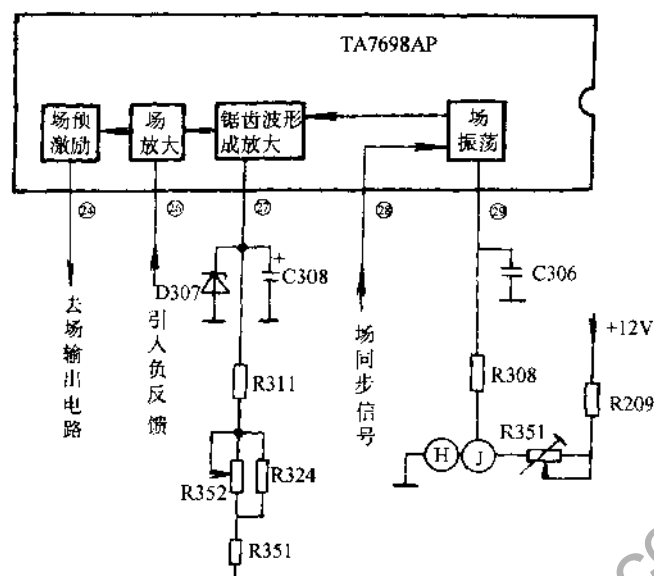 TA7698AP
场预
激励
场
放大
锯齿波形
成放大
场
振荡
㉔
㉖
㉗
㉘
㉙
D307
+
C308
C306
去场输出电路
引入负反馈
场同步信号
+12V
R311
R308
R209
R351
H
J
R352
R324
R351